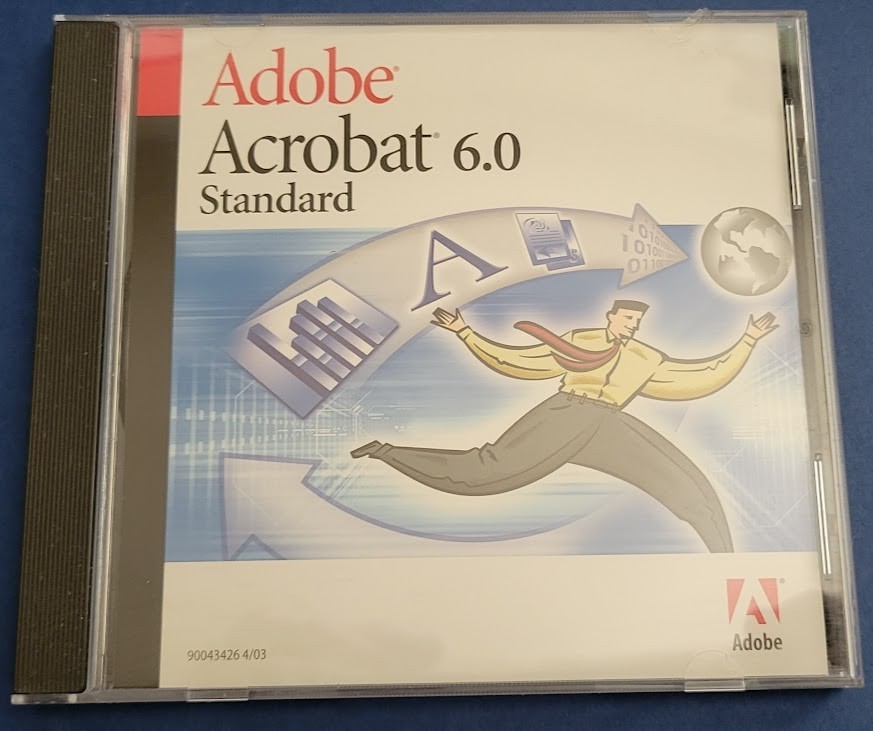 Adobe®
Acrobat® 6.0
Standard
A
Adobe
90043426 4/03